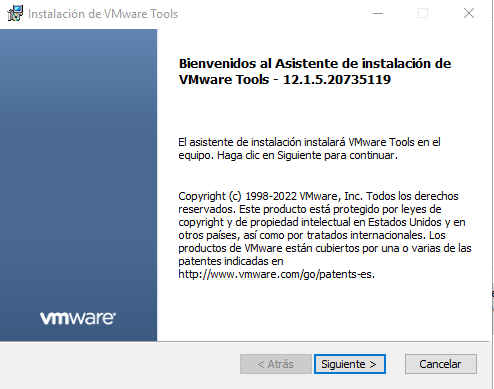 Instalación de VMware Tools
Bienvenidos al Asistente de instalación de
VMware Tools - 12.1.5.20735119
El asistente de instalación instalará VMware Tools en el
equipo. Haga clic en Siguiente para continuar.
Copyright (c) 1998-2022 VMware, Inc. Todos los derechos
reservados. Este producto está protegido por leyes de
copyright y de propiedad intelectual en Estados Unidos y en
otros países, así como por tratados internacionales. Los
productos de VMware están cubiertos por una o varias de las
patentes indicadas en
http://www.vmware.com/go/patents-es.
vmware
< Atrás
Siguiente >
Cancelar